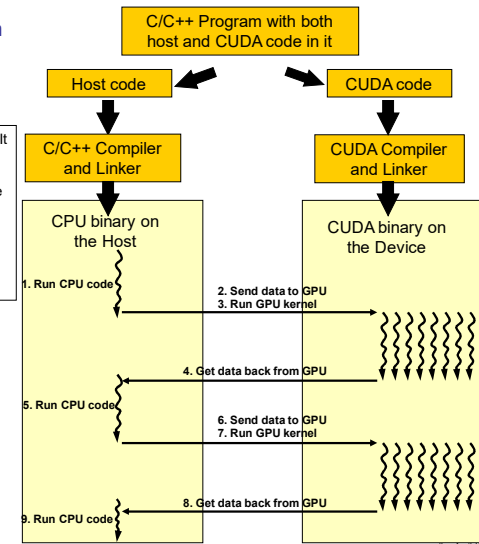 C/C++ Program with both
host and CUDA code in it
Host code
CUDA code
lt
C/C++ Compiler
and Linker
CUDA Compiler
and Linker
e
CPU binary on
the Host
CUDA binary on
the Device
1. Run CPU code
2. Send data to GPU
3. Run GPU kernel
4. Get data back from GPU
5. Run CPU code
6. Send data to GPU
7. Run GPU kernel
8. Get data back from GPU
9. Run CPU code